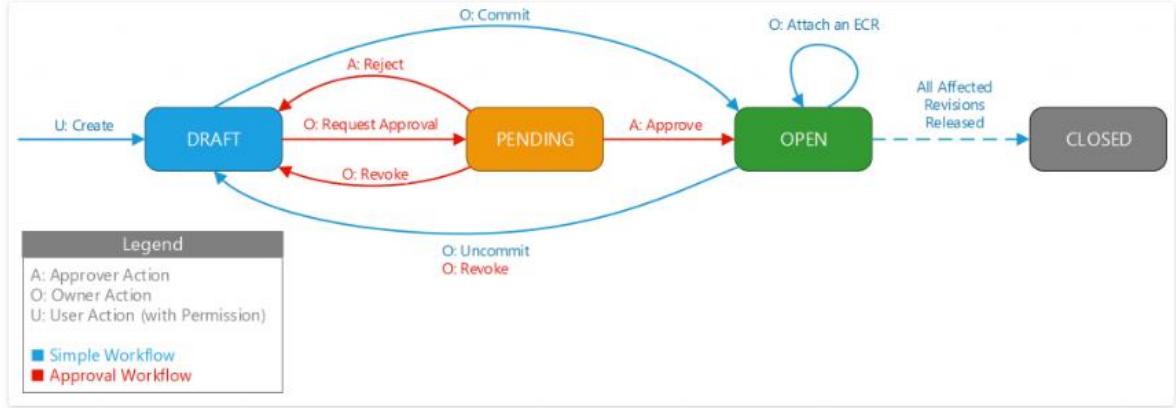 O: Commit
O: Attach an ECR
A: Reject
All Affected
Revisions
Released
U: Create
DRAFT
O: Request Approval
PENDING
A: Approve
OPEN
CLOSED
O: Revoke
O: Uncommit
O: Revoke
Legend
A: Approver Action
O: Owner Action
U: User Action (with Permission)
Simple Workflow
Approval Workflow